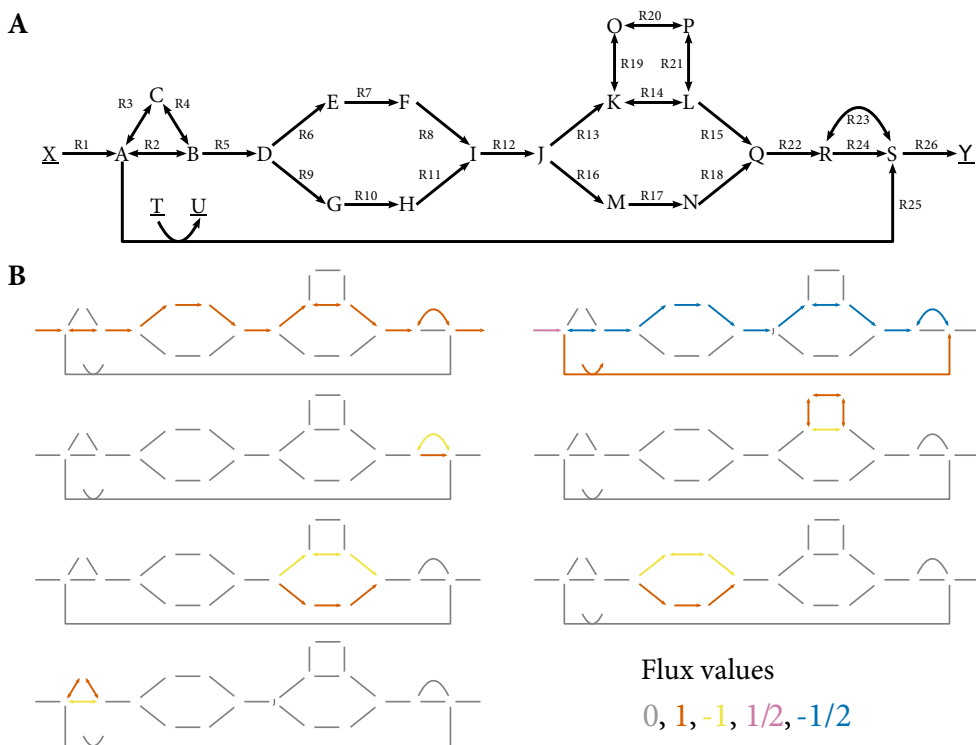 A
O R20 P
C R19 R21
R3 R4 E R7 F K R14 L R23
R6 R8 R13 R15
X R1 A R2 B R5 D I R12 J Q R22 R R24 S R26 Y
R9 R11 R16 R18
G R10 H M R17 N
T U R25
B
J
J
Flux values
0, 1, -1, 1/2, -1/2